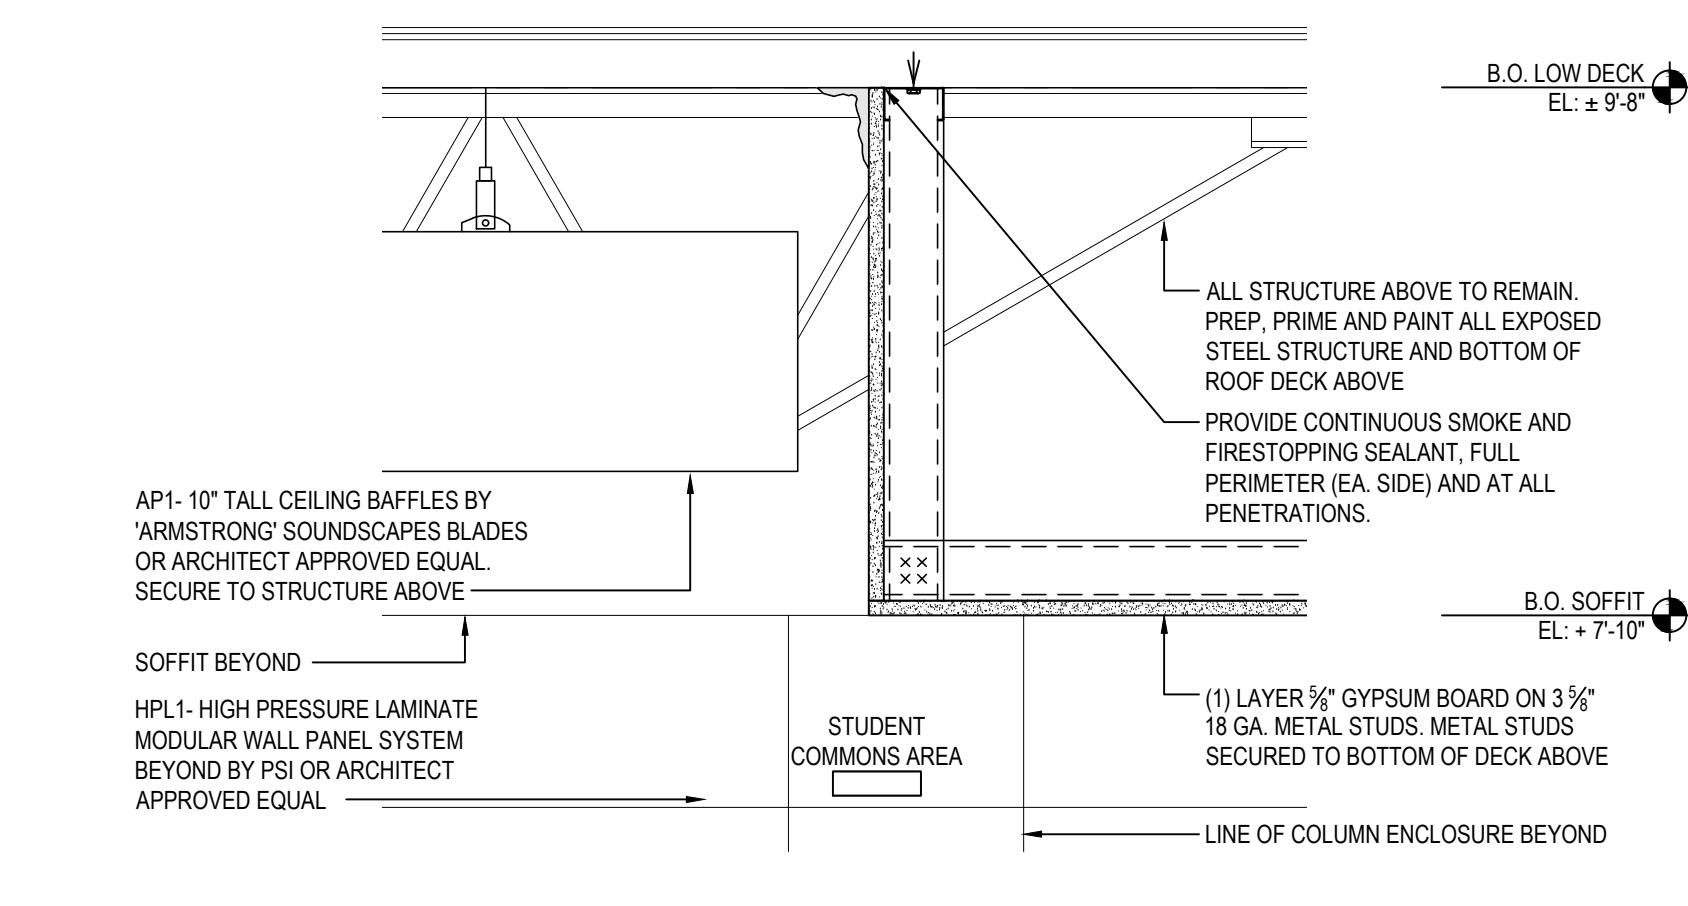 B.O. LOW DECK
EL: ± 9'-8"
ALL STRUCTURE ABOVE TO REMAIN.
PREP, PRIME AND PAINT ALL EXPOSED
STEEL STRUCTURE AND BOTTOM OF
ROOF DECK ABOVE
PROVIDE CONTINUOUS SMOKE AND
FIRESTOPPING SEALANT, FULL
PERIMETER (EA. SIDE) AND AT ALL
PENETRATIONS.
AP1- 10" TALL CEILING BAFFLES BY
'ARMSTRONG' SOUNDSCAPES BLADES
OR ARCHITECT APPROVED EQUAL.
SECURE TO STRUCTURE ABOVE
B.O. SOFFIT
EL: + 7'-10"
SOFFIT BEYOND
HPL1- HIGH PRESSURE LAMINATE
MODULAR WALL PANEL SYSTEM
BEYOND BY PSI OR ARCHITECT
APPROVED EQUAL
STUDENT
COMMONS AREA
(1) LAYER 5/8" GYPSUM BOARD ON 3 5/8"
18 GA. METAL STUDS. METAL STUDS
SECURED TO BOTTOM OF DECK ABOVE
LINE OF COLUMN ENCLOSURE BEYOND